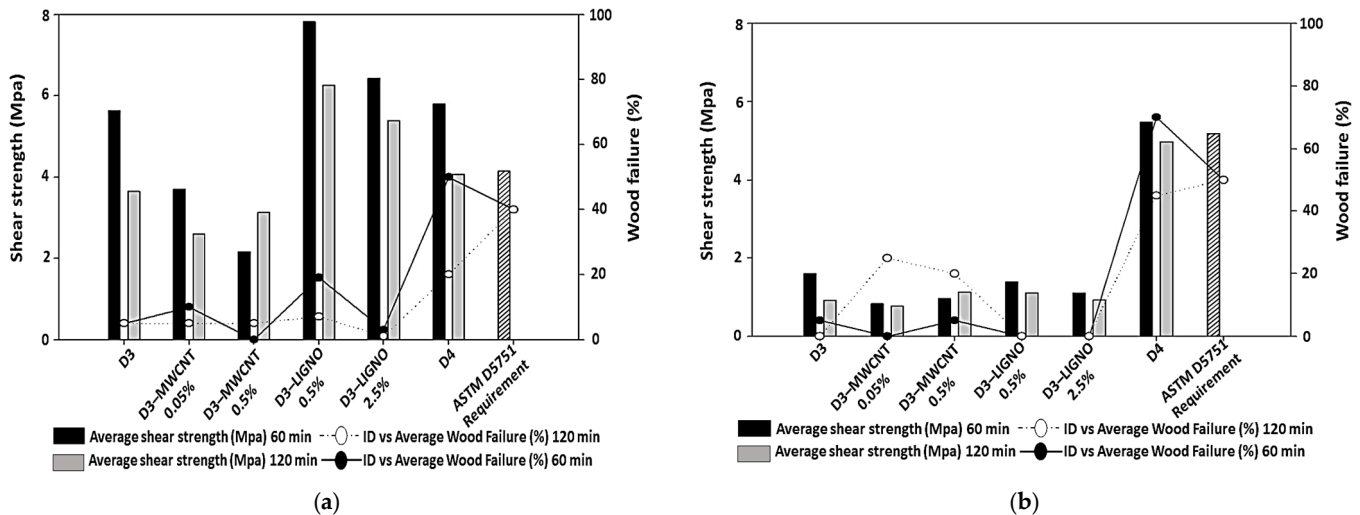 8
6
4
2
0
Shear strength (Mpa)
100
80
60
40
20
0
Wood failure (%)
D3
D3–MWCNT
0.05%
D3–MWCNT
0.5%
D3–LIGNO
0.5%
D3–LIGNO
2.5%
D4
ASTM D5751
Requirement
Average shear strength (Mpa) 60 min
ID vs Average Wood Failure (%) 120 min
Average shear strength (Mpa) 120 min
ID vs Average Wood Failure (%) 60 min
(a)
8
6
4
2
0
Shear strength (Mpa)
100
80
60
40
20
0
Wood failure (%)
D3
D3–MWCNT
0.05%
D3–MWCNT
0.5%
D3–LIGNO
0.5%
D3–LIGNO
2.5%
D4
ASTM D5751
Requirement
Average shear strength (Mpa) 60 min
ID vs Average Wood Failure (%) 120 min
Average shear strength (Mpa) 120 min
ID vs Average Wood Failure (%) 60 min
(b)